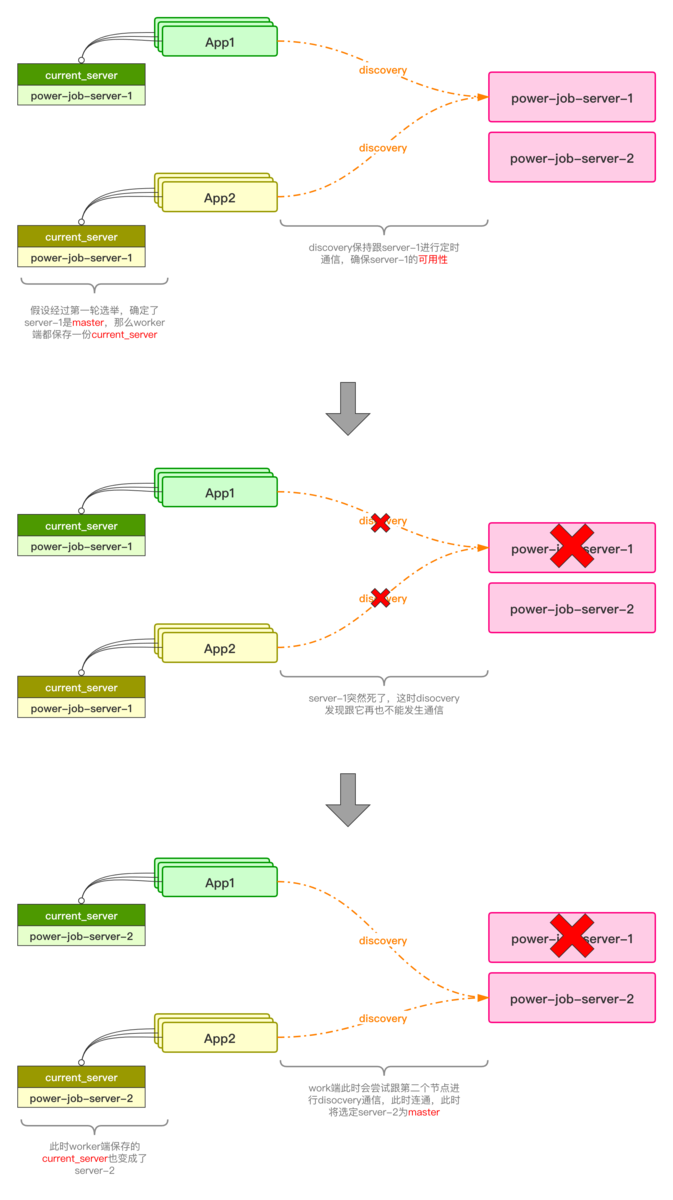 App1
discovery
current_server
power-job-server-1
power-job-server-1
power-job-server-2
discovery
App2
current_server
power-job-server-1
discovery保持跟server-1进行定时
通信，确保server-1的可用性
假设经过第一轮选举，确定了
server-1是master，那么worker
端都保存一份current_server
App1
discovery
current_server
power-job-server-1
power-job-server-1
power-job-server-2
discovery
App2
current_server
power-job-server-1
server-1突然死了，这时disocvery
发现跟它再也不能发生通信
App1
current_server
power-job-server-2
discovery
power-job-server-1
power-job-server-2
discovery
App2
current_server
power-job-server-2
work端此时会尝试跟第二个节点进
行disocvery通信，此时连通，此时
将选定server-2为master
此时worker端保存的
current_server也变成了
server-2